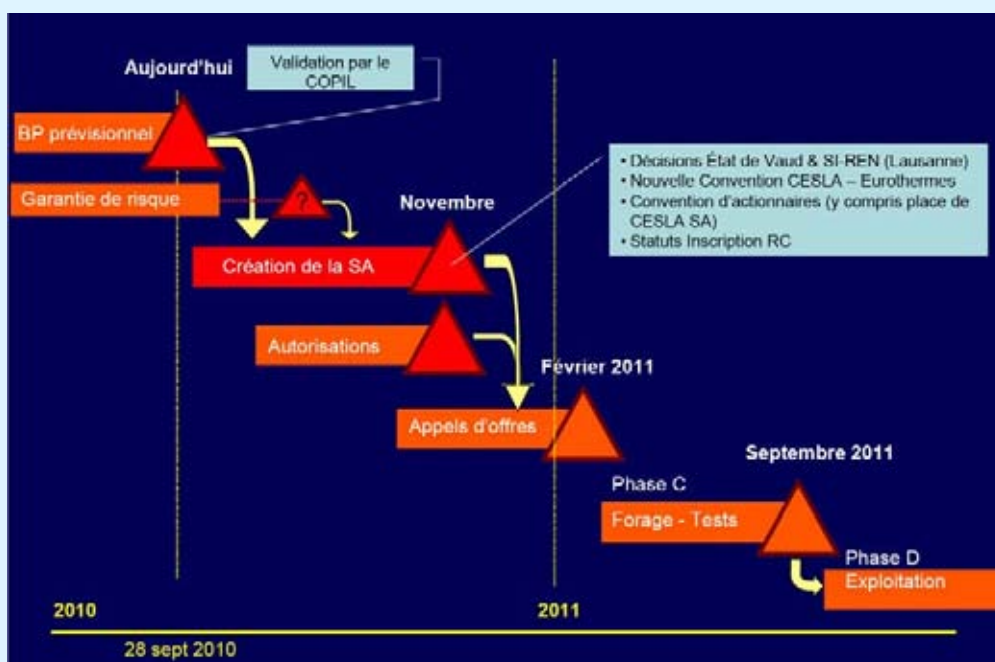 Aujourd'hui
Validation par le
COPIL
BP prévisionnel
Garantie de risque
?
Novembre
• Décisions État de Vaud & SI-REN (Lausanne)
• Nouvelle Convention CESLA – Eurothermes
• Convention d'actionnaires (y compris place de
CESLA SA)
• Statuts Inscription RC
Création de la SA
Autorisations
Février 2011
Appels d'offres
Septembre 2011
Phase C
Forage - Tests
Phase D
Exploitation
2010
2011
28 sept 2010